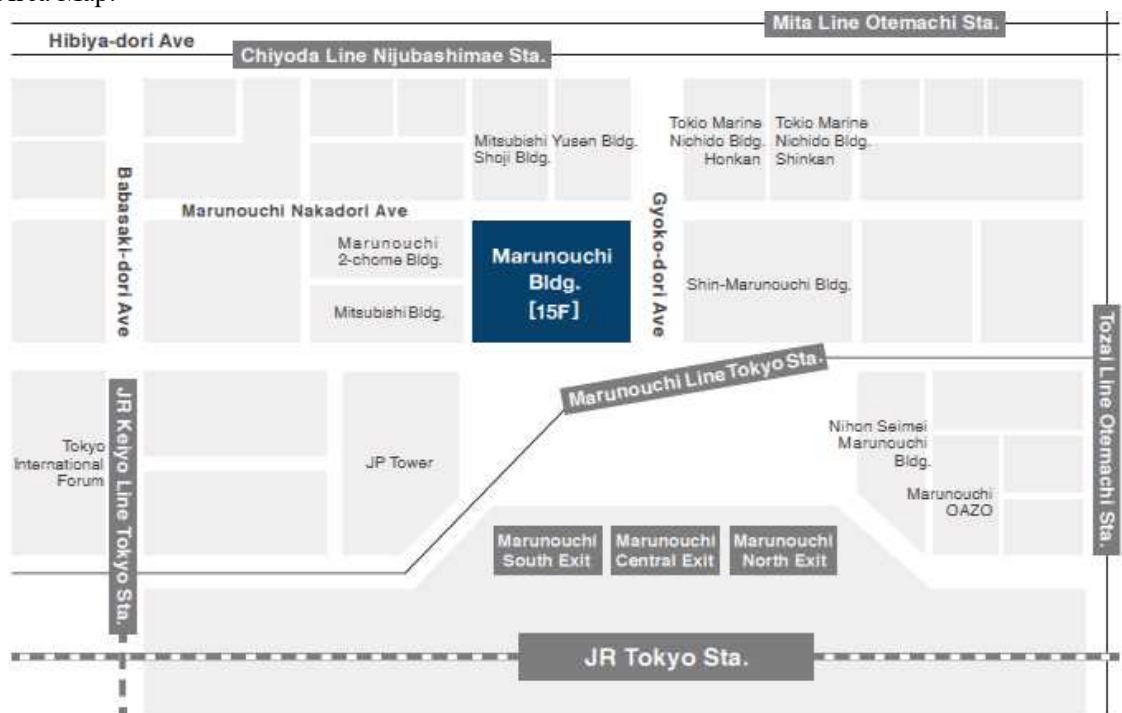 Area Map:
Mita Line Otemachi Sta.
Hibiya-dori Ave
Chiyoda Line Nijubashimae Sta.
Mitsubishi
Shoji Bldg.
Yusen Bldg.
Tokio Marine
Nichido Bldg.
Honkan
Tokio Marine
Nichido Bldg.
Shinkan
Babasaki-dori Ave
Marunouchi Nakadori Ave
Gyoko-dori Ave
Marunouchi
2-chome Bldg.
Marunouchi
Bldg.
[15F]
Shin-Marunouchi Bldg.
Mitsubishi Bldg.
Tozai Line Otemachi Sta.
Marunouchi Line Tokyo Sta.
JR Keiyo Line Tokyo Sta.
Tokyo
International
Forum
JP Tower
Nihon Seimei
Marunouchi
Bldg.
Marunouchi
OAZO
Marunouchi
South Exit
Marunouchi
Central Exit
Marunouchi
North Exit
JR Tokyo Sta.